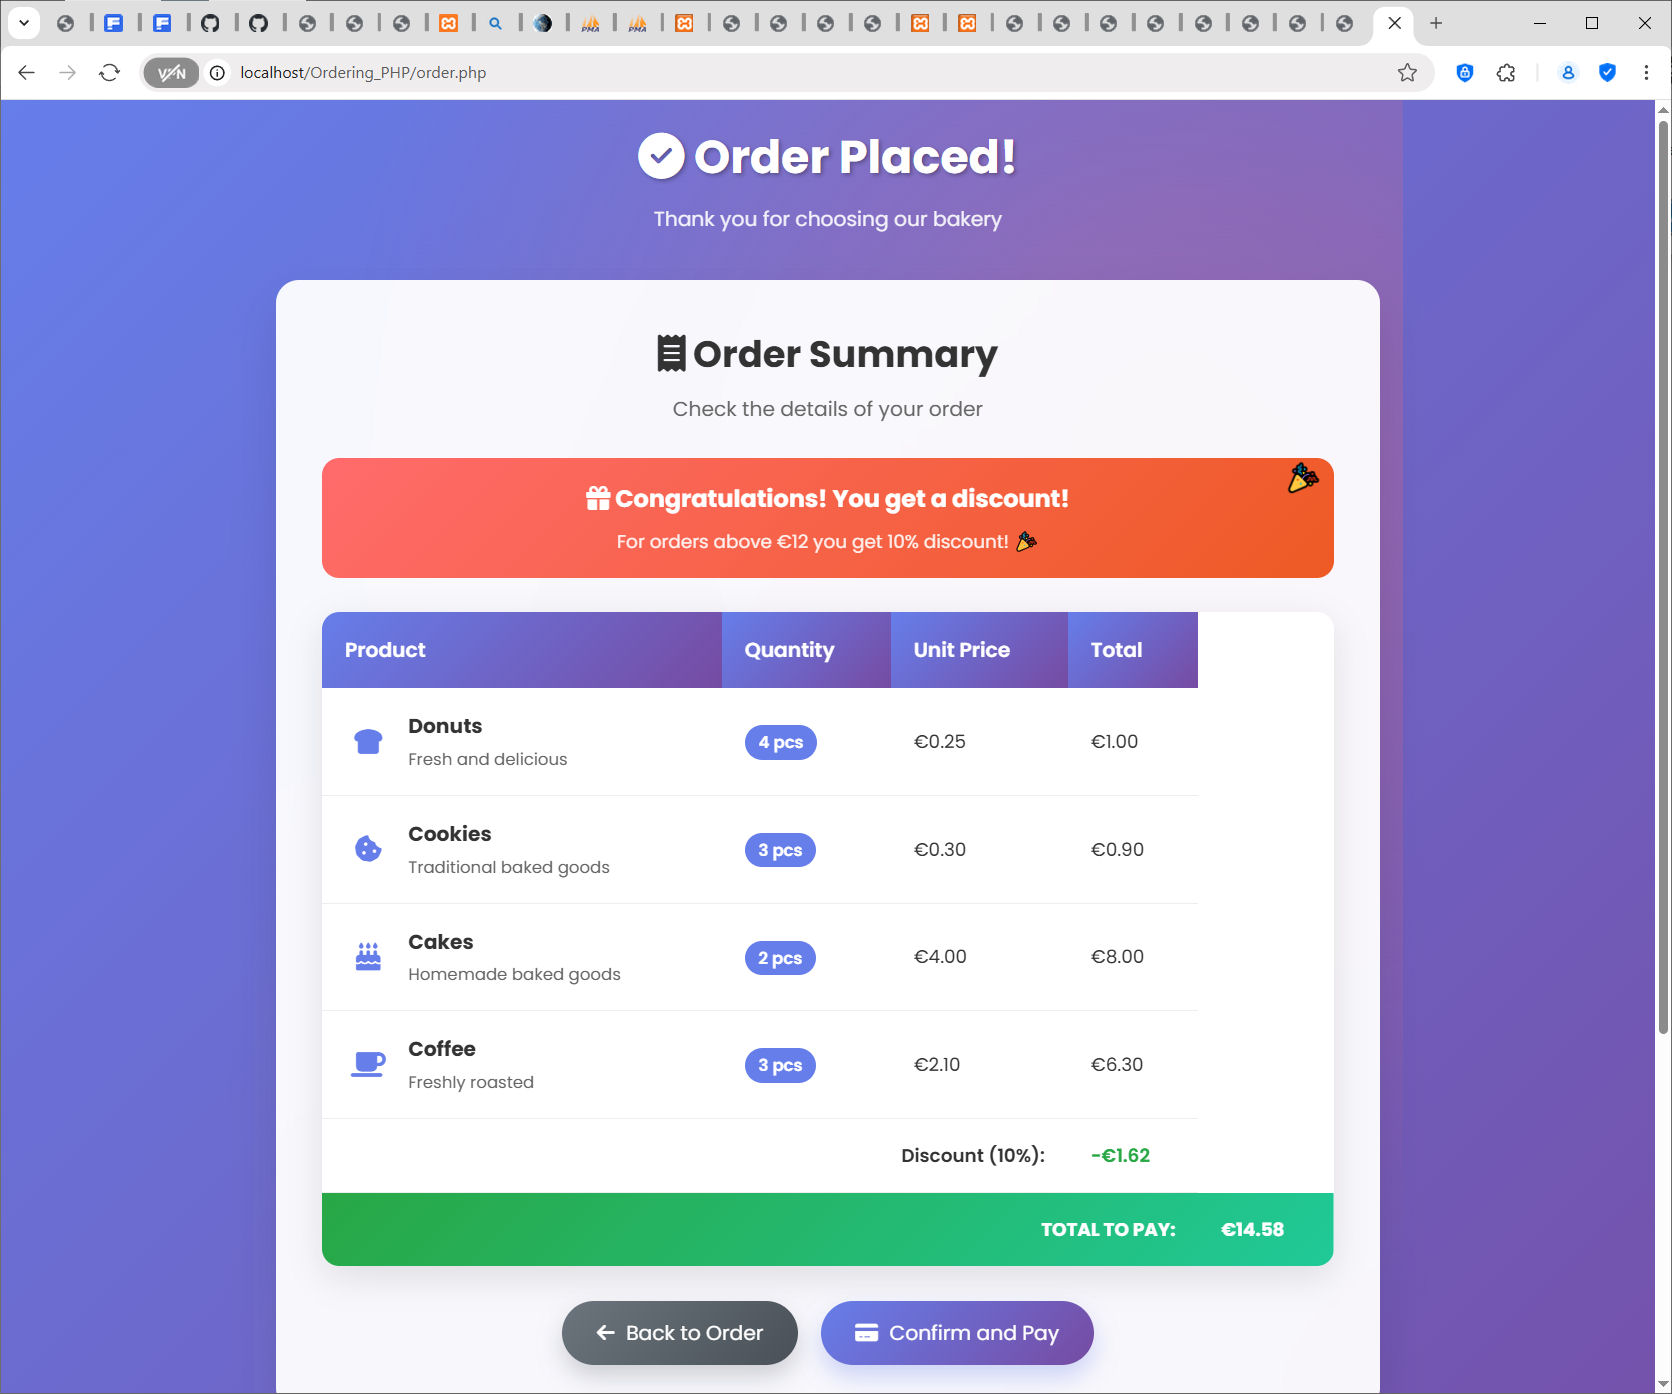 localhost/Ordering_PHP/order.php
Order Placed!
Thank you for choosing our bakery
Order Summary
Check the details of your order
Congratulations! You get a discount!
For orders above €12 you get 10% discount!
Product Quantity Unit Price Total
Donuts
Fresh and delicious
4 pcs €0.25 €1.00
Cookies
Traditional baked goods
3 pcs €0.30 €0.90
Cakes
Homemade baked goods
2 pcs €4.00 €8.00
Coffee
Freshly roasted
3 pcs €2.10 €6.30
Discount (10%): -€1.62
TOTAL TO PAY: €14.58
Back to Order Confirm and Pay